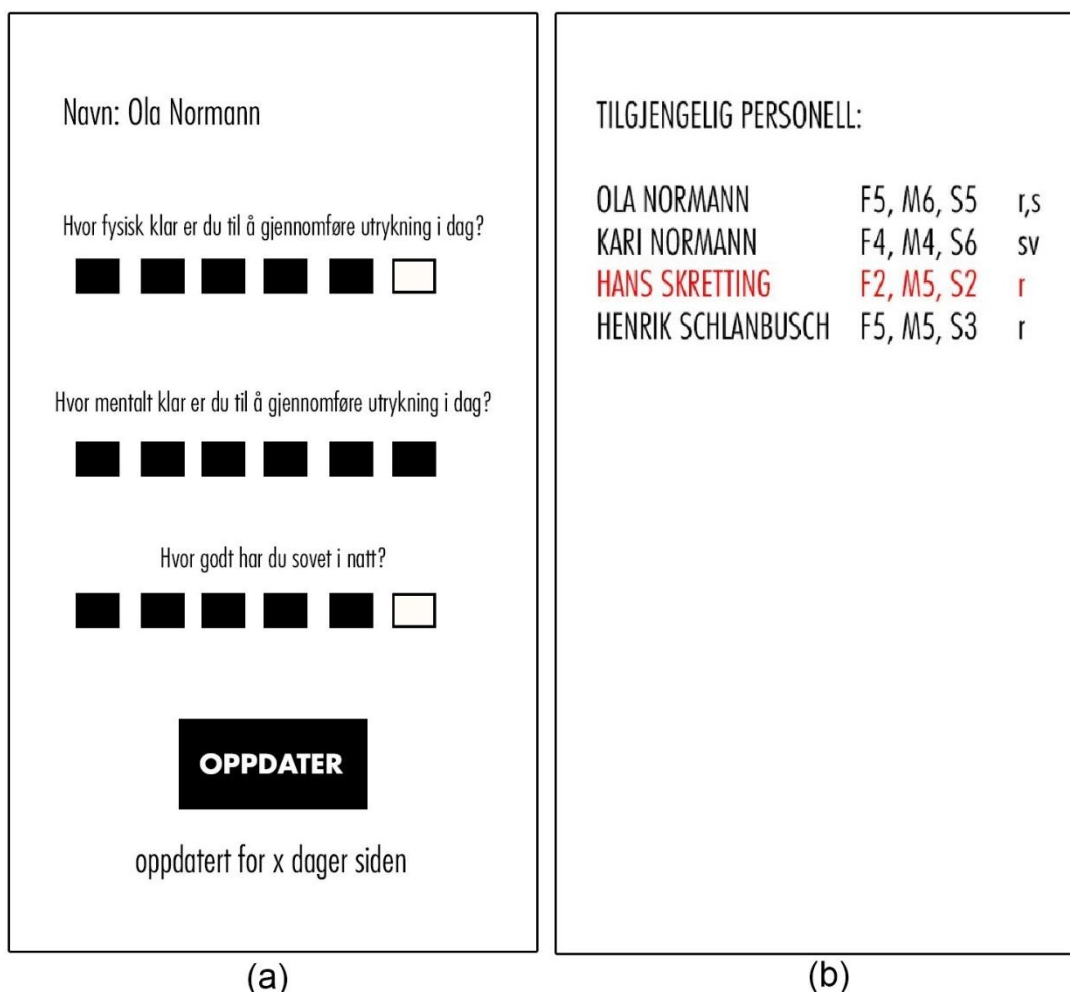 Navn: Ola Normann
Hvor fysisk klar er du til å gjennomføre utrykning i dag?
Hvor mentalt klar er du til å gjennomføre utrykning i dag?
Hvor godt har du sovet i natt?
OPPDATER
oppdatert for x dager siden
(a)
TILGJENGELIG PERSONELL:
OLA NORMANN F5, M6, S5 r,s
KARI NORMANN F4, M4, S6 sv
HANS SKRETTING F2, M5, S2 r
HENRIK SCHLANBUSCH F5, M5, S3 r
(b)